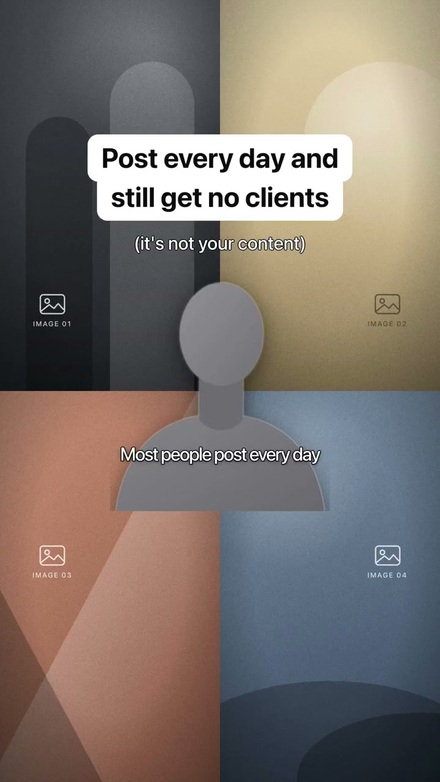 Post every day and
still get no clients
(it's not your content)
IMAGE 01
IMAGE 02
Most people post every day
IMAGE 03
IMAGE 04